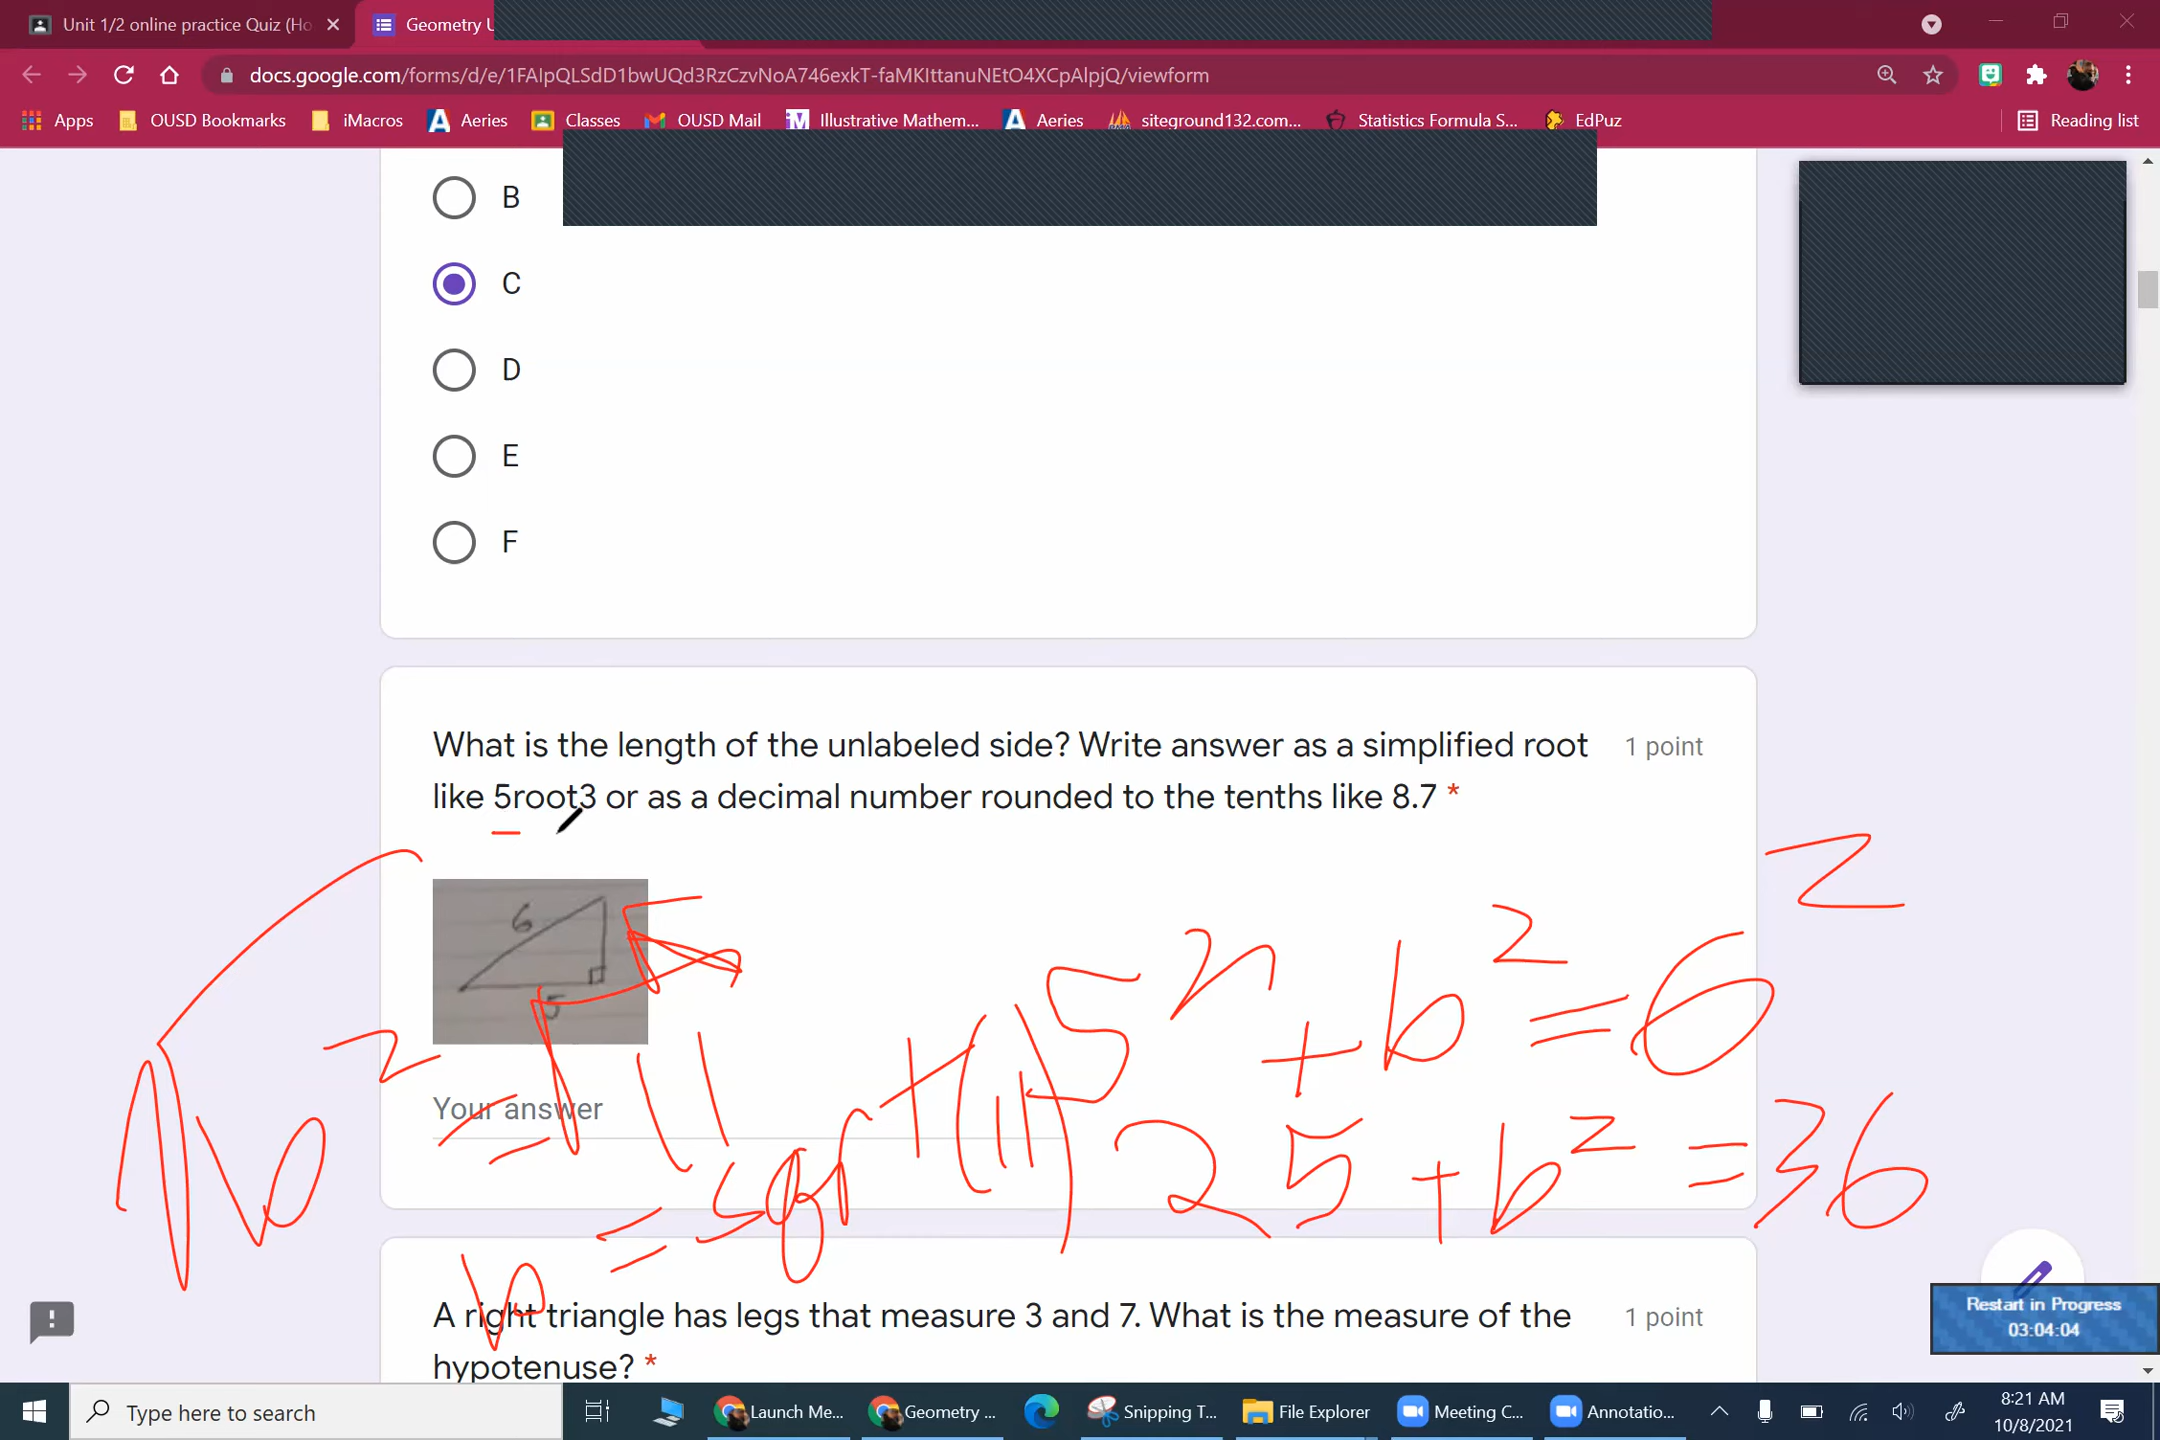 Unit 1/2 online practice Quiz (Ho
Geometry U
docs.google.com/forms/d/e/1FAIpQLSdD1bwUQd3RzCzvNoA746exkT-faMKIttanuNEtO4XCpAlpjQ/viewform
Apps OUSD Bookmarks iMacros Aeries Classes OUSD Mail Illustrative Mathem... Aeries siteground132.com... Statistics Formula S... EdPuz Reading list
B
C
D
E
F
What is the length of the unlabeled side? Write answer as a simplified root 1 point
like 5root3 or as a decimal number rounded to the tenths like 8.7 *
6
5
5² + b² = 6²
25 + b² = 36
b² = 11
b = sqrt(11)
Your answer
A right triangle has legs that measure 3 and 7. What is the measure of the 1 point
hypotenuse? *
Restart in Progress
03:04:04
Type here to search
Launch Me...
Geometry ...
Snipping T...
File Explorer
Meeting C...
Annotatio...
8:21 AM
10/8/2021